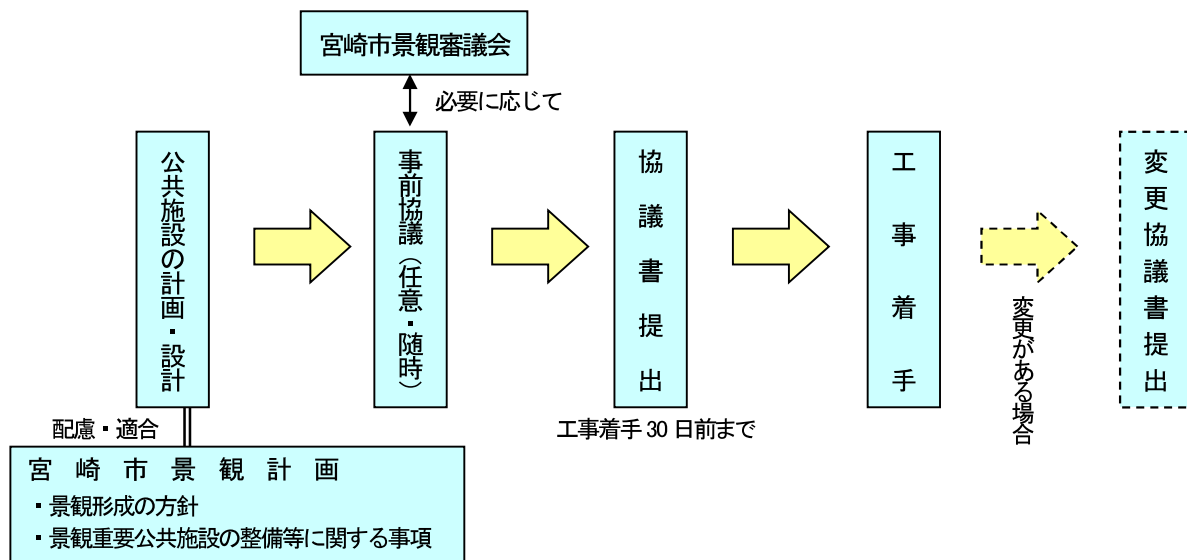 宮崎市景観審議会
必要に応じて
公共施設の計画・設計
事前協議（任意・随時）
協議書提出
工事着手
変更がある場合
変更協議書提出
配慮・適合
工事着手 30 日前まで
宮崎市景観計画
・景観形成の方針
・景観重要公共施設の整備等に関する事項